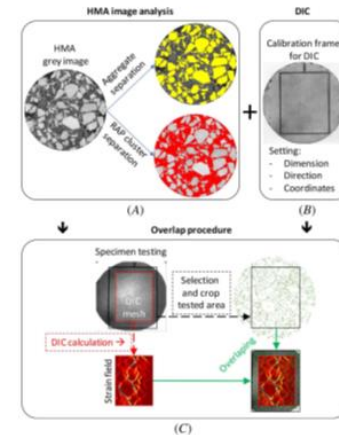 HMA image analysis
DIC
HMA
grey image
Aggregate
separation
RAP cluster
separation
(A)
+
Calibration frame
for DIC
Setting:
- Dimension
- Direction
- Coordinates
(B)
Overlap procedure
Specimen testing
DIC
mesh
Selection
and crop
tested area
DIC calculation
Strain field
Overlaping
(C)